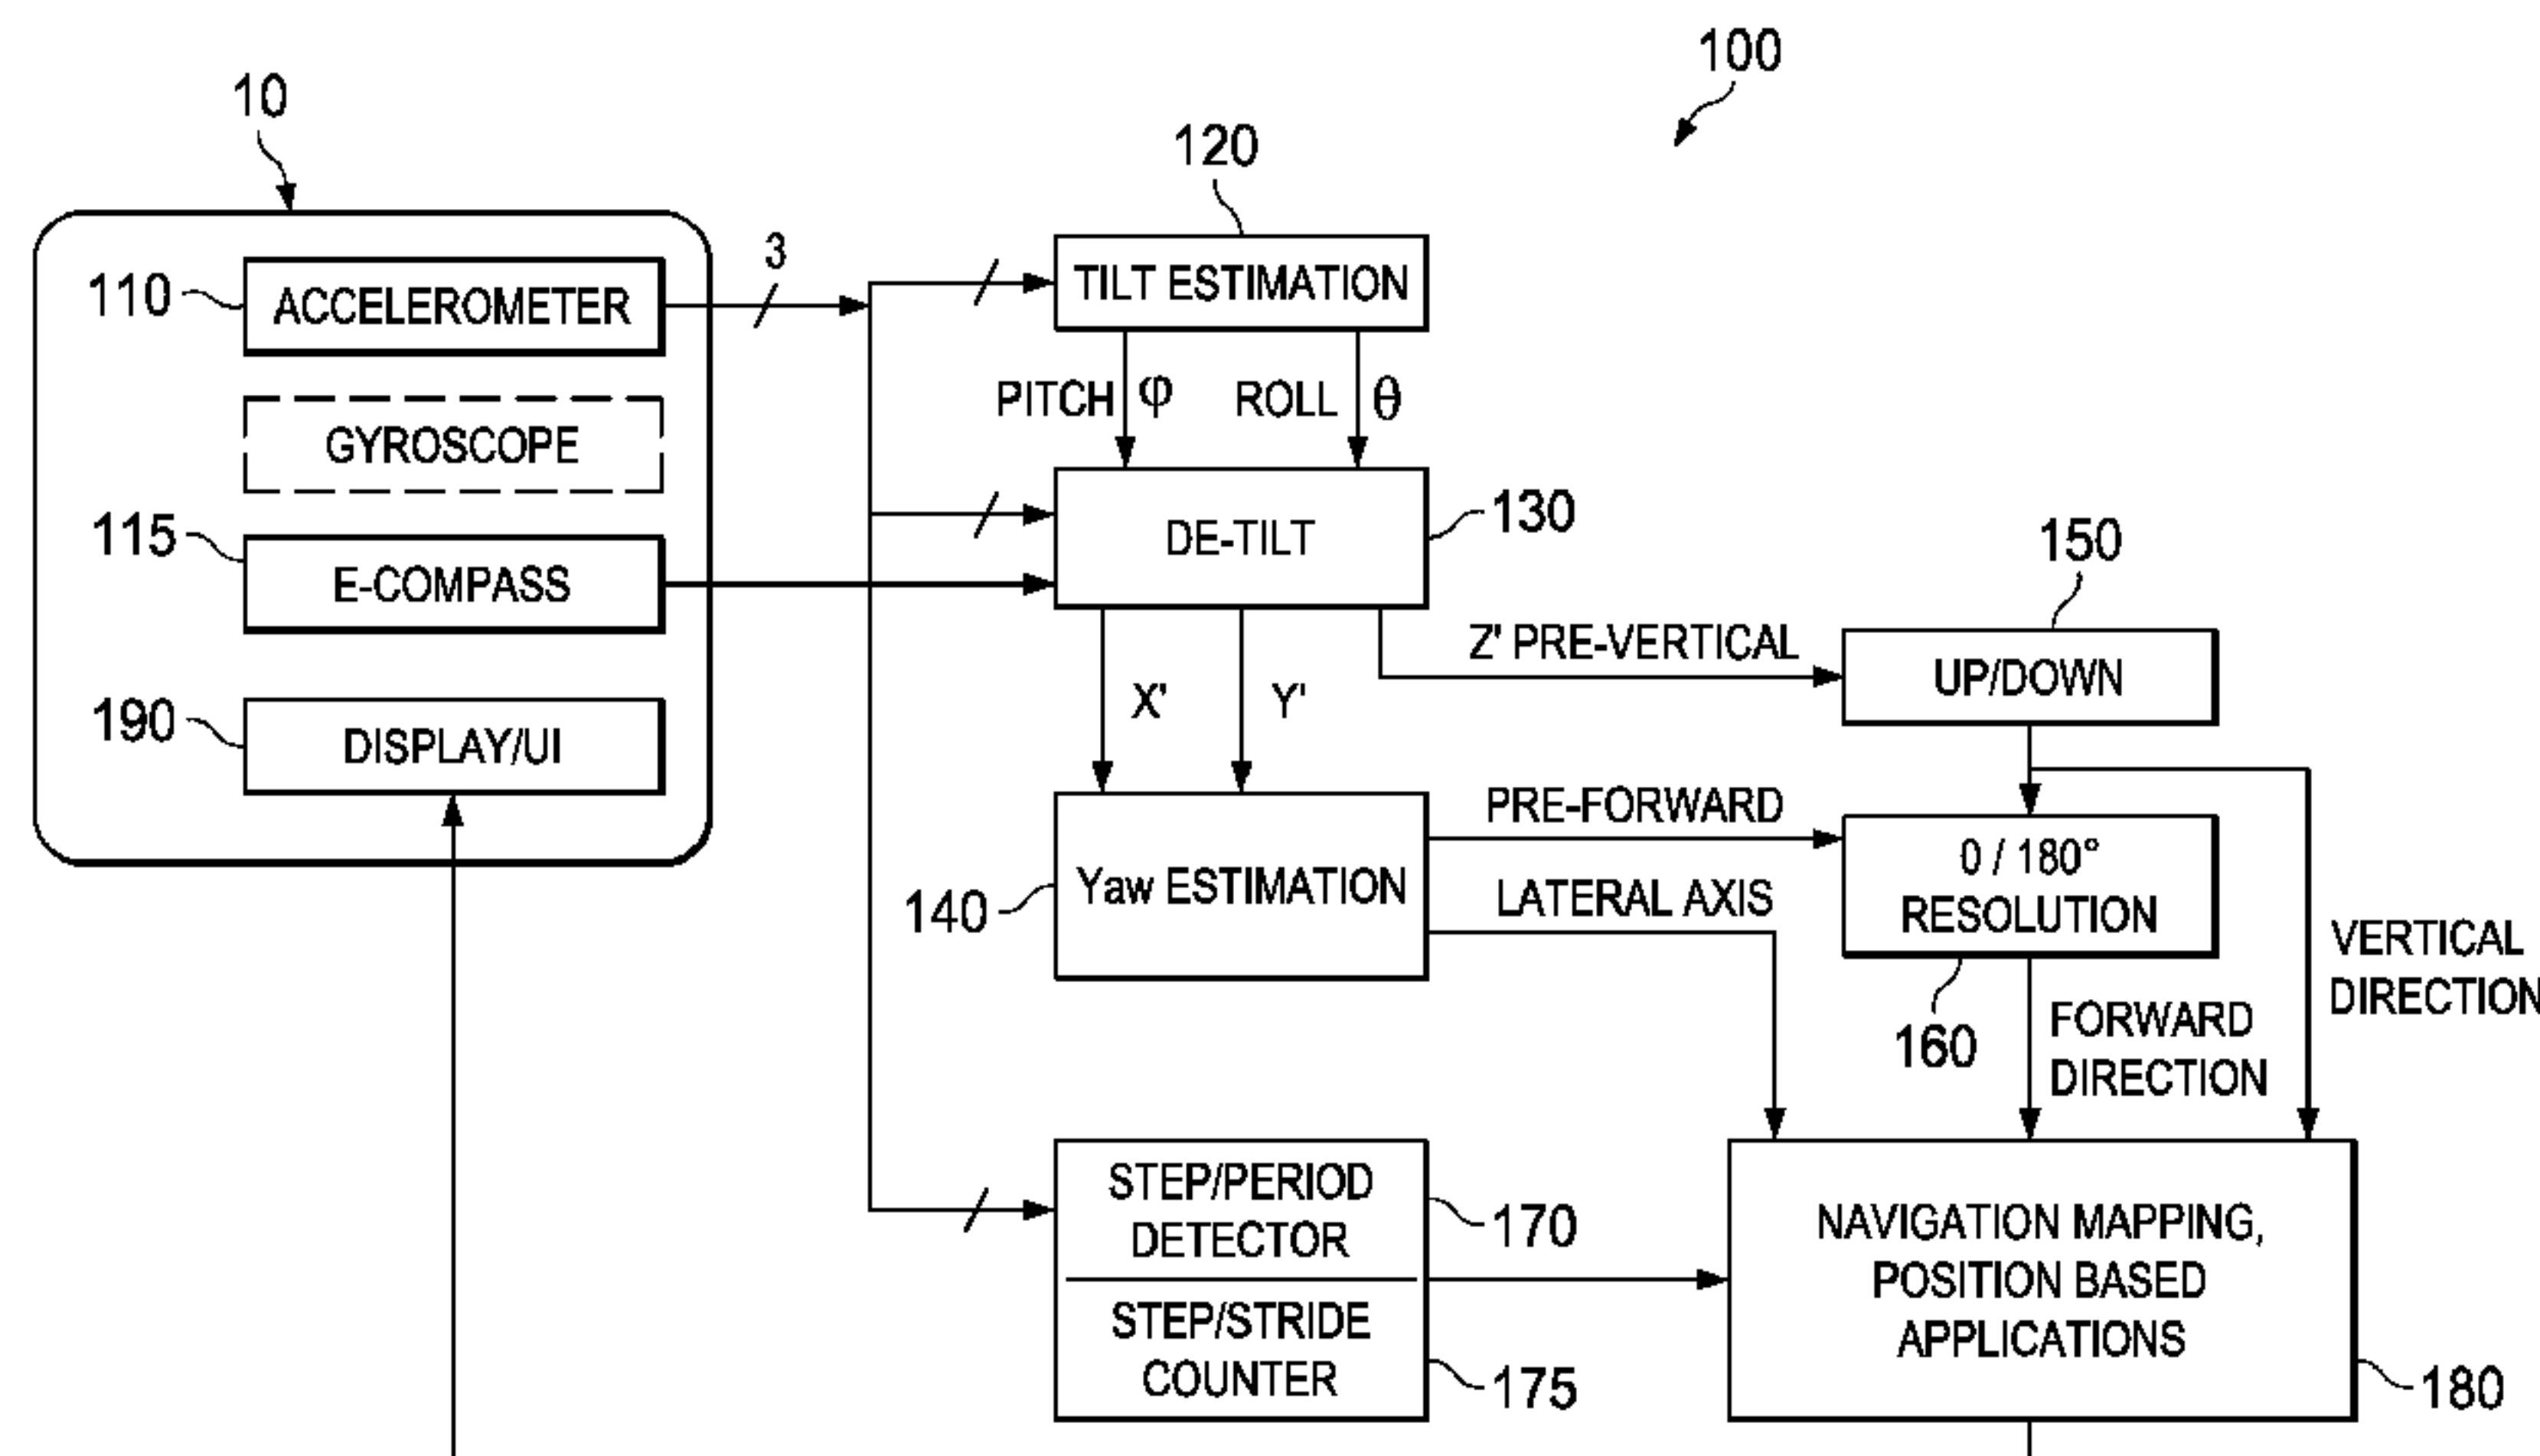 100
10
120
3
110
ACCELEROMETER
TILT ESTIMATION
PITCH φ
ROLL θ
GYROSCOPE
115
E-COMPASS
DE-TILT
130
150
Z' PRE-VERTICAL
UP/DOWN
X'
Y'
190
DISPLAY/UI
PRE-FORWARD
0 / 180°
RESOLUTION
140
Yaw ESTIMATION
LATERAL AXIS
160
FORWARD
DIRECTION
VERTICAL
DIRECTION
STEP/PERIOD
DETECTOR
170
STEP/STRIDE
COUNTER
175
NAVIGATION MAPPING,
POSITION BASED
APPLICATIONS
180